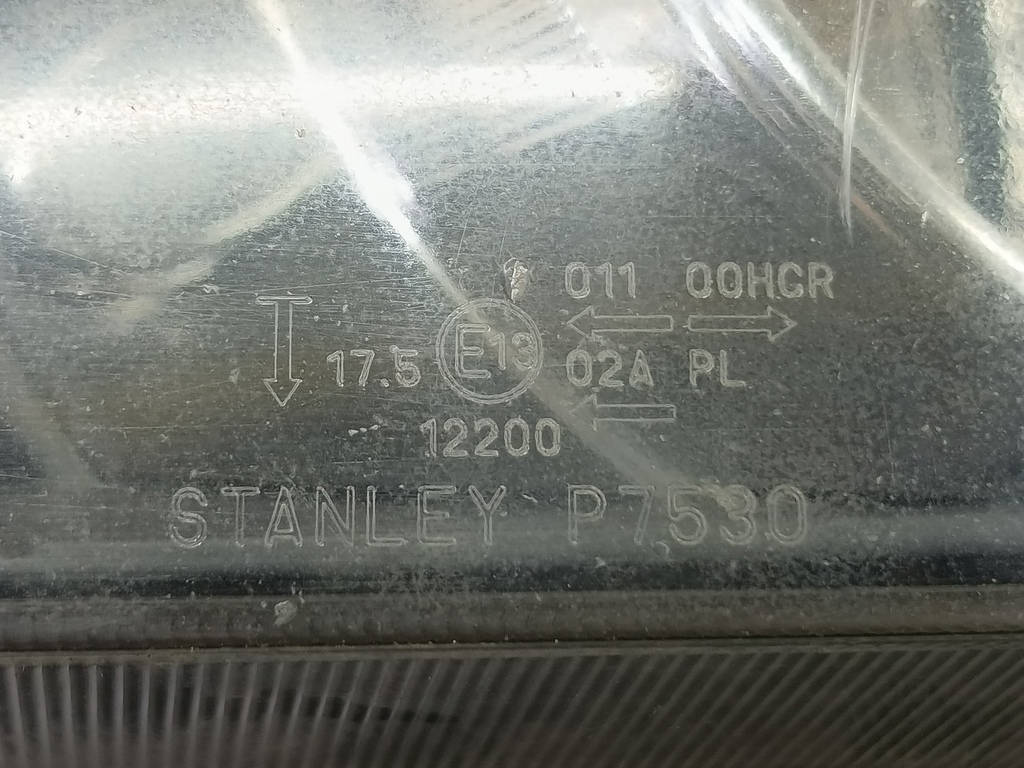 011 00HCR
17.5 E13 02A PL
12200
STANLEY P7530